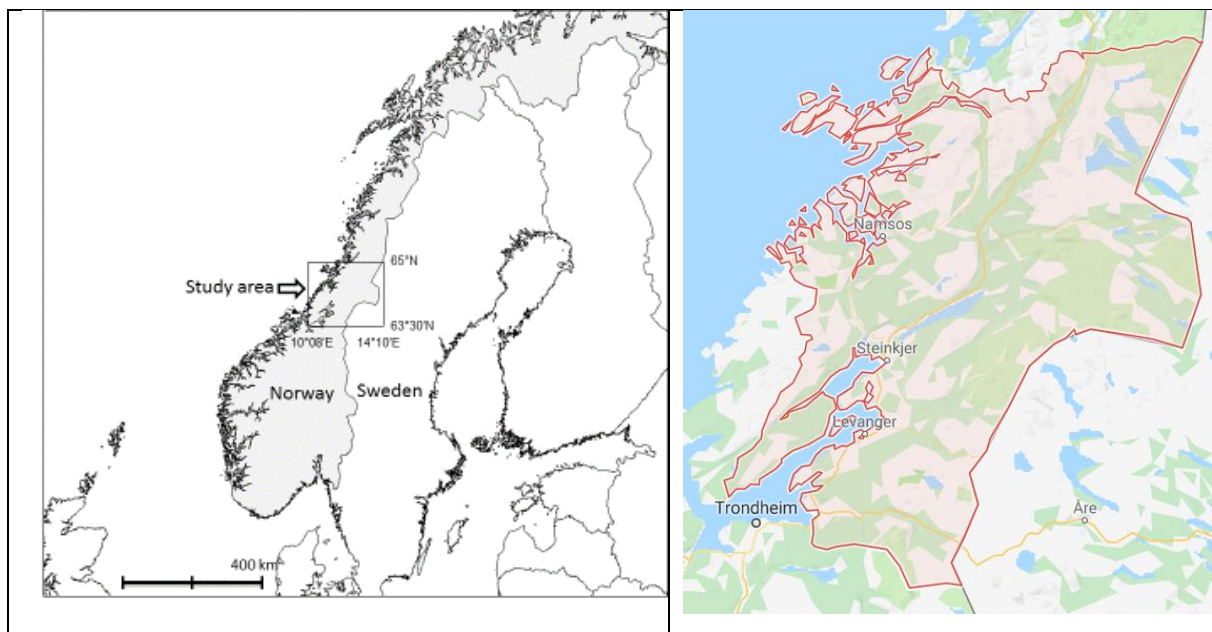 65°N
Study area
63°30'N
10°08'E 14°10'E
Norway
Sweden
400 km
Namsos
Steinkjer
Levanger
Trondheim
Åre